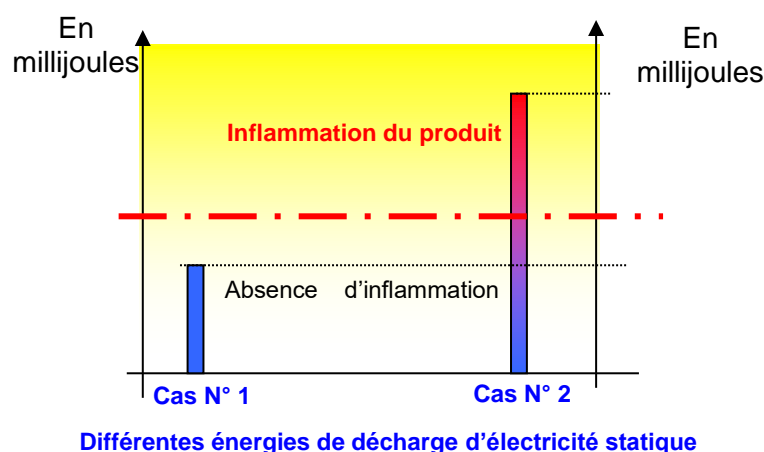 En
millijoules
En
millijoules
Inflammation du produit
Absence d’inflammation
Cas N° 1
Cas N° 2
Différentes énergies de décharge d’électricité statique